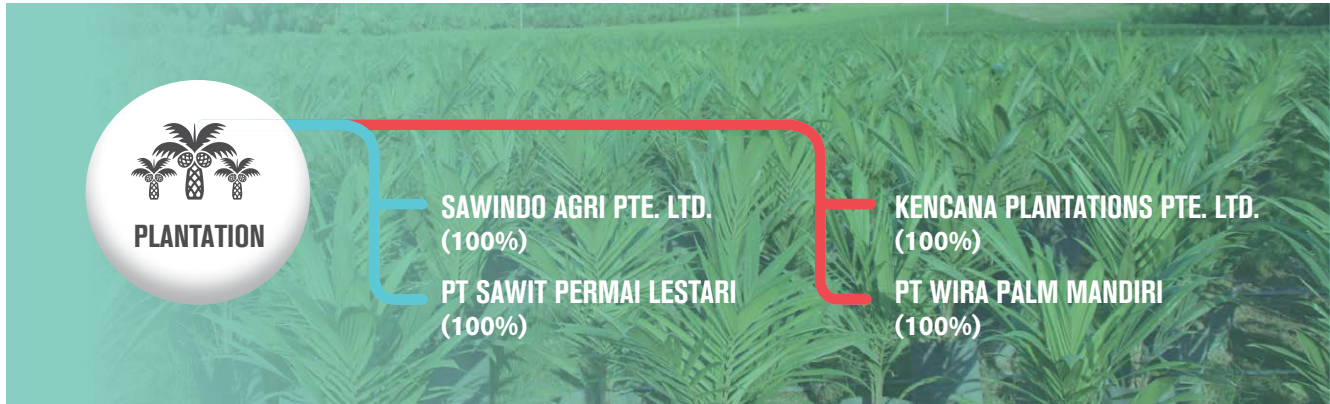 PLANTATION
SAWINDO AGRI PTE. LTD.
(100%)
PT SAWIT PERMAI LESTARI
(100%)
KENCANA PLANTATIONS PTE. LTD.
(100%)
PT WIRA PALM MANDIRI
(100%)